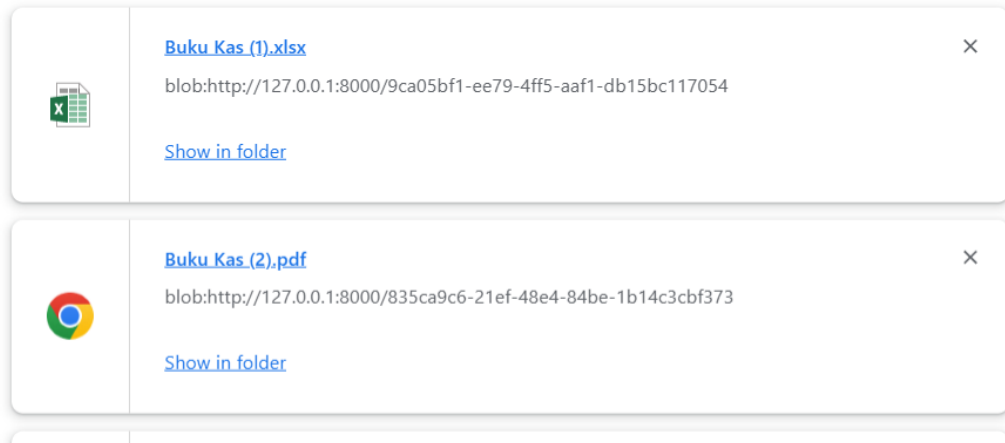 Buku Kas (1).xlsx
blob:http://127.0.0.1:8000/9ca05bf1-ee79-4ff5-aaf1-db15bc117054
Show in folder
Buku Kas (2).pdf
blob:http://127.0.0.1:8000/835ca9c6-21ef-48e4-84be-1b14c3cbf373
Show in folder